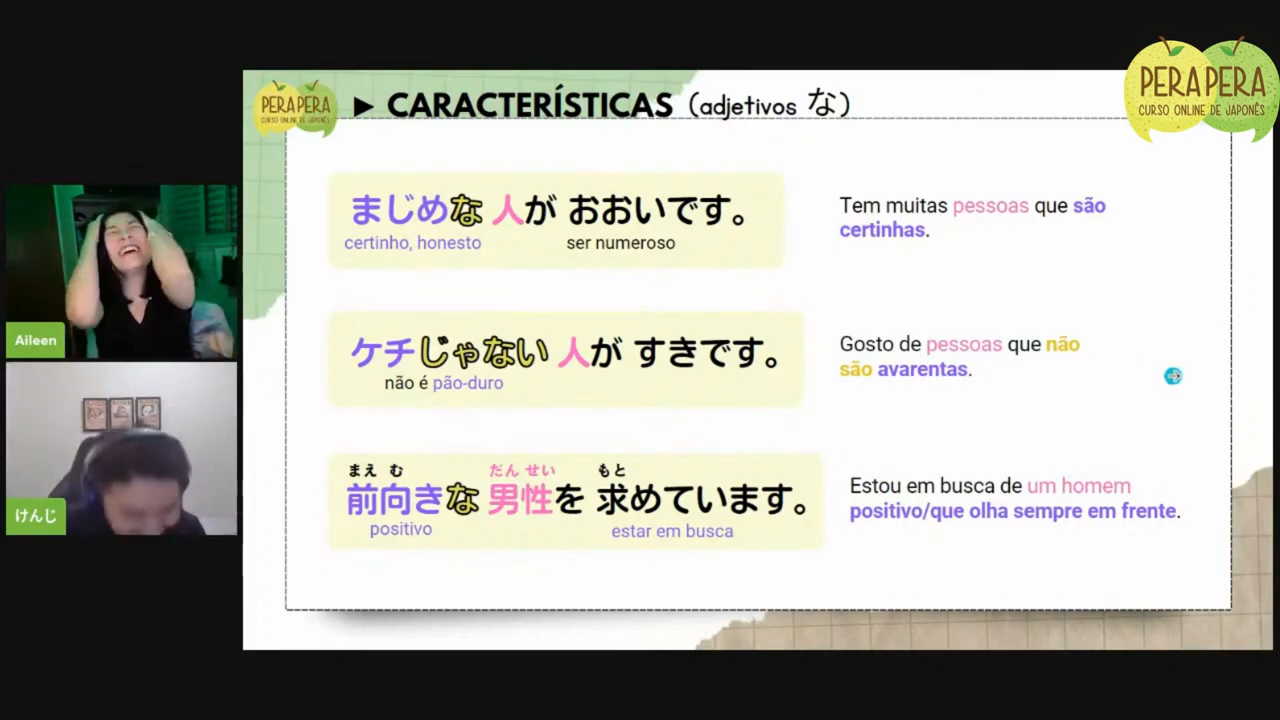 PERA PERA
CURSO ONLINE DE JAPONÊS
PERA PERA
CURSO ONLINE DE JAPONÊS
► CARACTERÍSTICAS (adjetivos な)
まじめな 人が おおいです。
certinho, honesto
ser numeroso
Tem muitas pessoas que são
certinhas.
ケチじゃない 人が すきです。
não é pão-duro
Gosto de pessoas que não
são avarentas.
まえ む だん せい もと
前向きな 男性を 求めています。
positivo
estar em busca
Estou em busca de um homem
positivo/que olha sempre em frente.
Aileen
けんじ